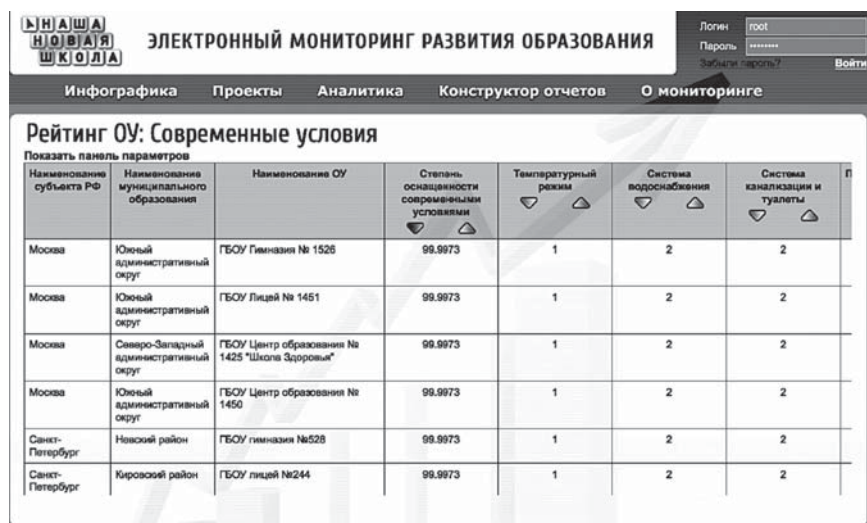 НАША
НОВАЯ
ШКОЛА
ЭЛЕКТРОННЫЙ МОНИТОРИНГ РАЗВИТИЯ ОБРАЗОВАНИЯ
Логин root
Пароль ••••••••
Забыли пароль? Войти
Инфографика Проекты Аналитика Конструктор отчетов О мониторинге
Рейтинг ОУ: Современные условия
Показать панель параметров
Наименование субъекта РФ Наименование муниципального образования Наименование ОУ Степень оснащенности современными условиями Температурный режим Система водоснабжения Система канализации и туалеты П
Москва Южный административный округ ГБОУ Гимназия № 1526 99.9973 1 2 2
Москва Южный административный округ ГБОУ Лицей № 1451 99.9973 1 2 2
Москва Северо-Западный административный округ ГБОУ Центр образования № 1425 "Школа Здоровья" 99.9973 1 2 2
Москва Южный административный округ ГБОУ Центр образования № 1450 99.9973 1 2 2
Санкт-Петербург Невский район ГБОУ гимназия №528 99.9973 1 2 2
Санкт-Петербург Кировский район ГБОУ лицей №244 99.9973 1 2 2